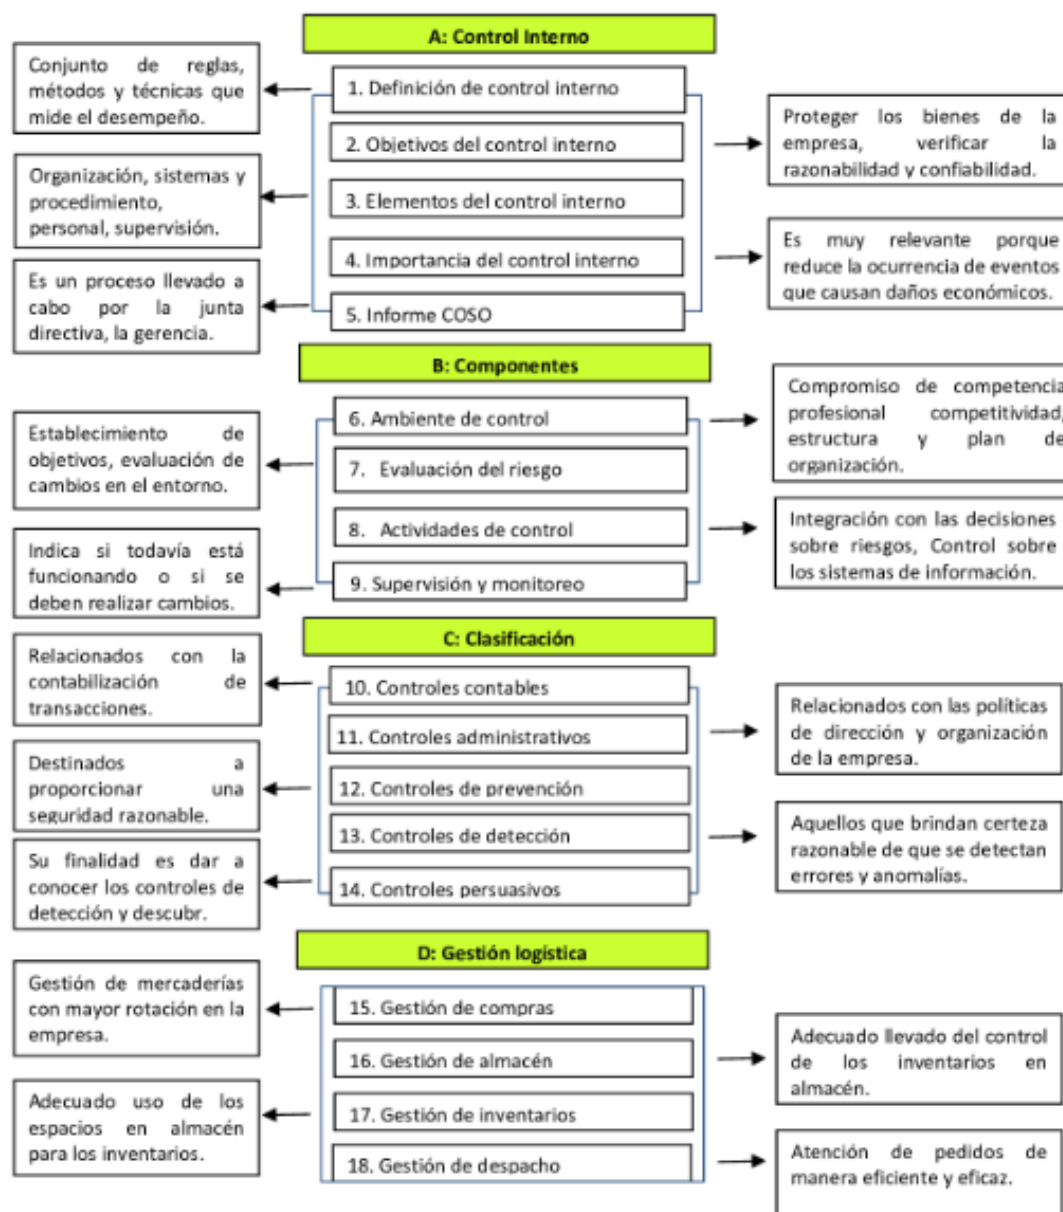 A: Control Interno
Conjunto de reglas,
métodos y técnicas que
mide el desempeño.
1. Definición de control interno
Proteger los bienes de la
empresa, verificar la
razonabilidad y confiabilidad.
2. Objetivos del control interno
Organización, sistemas y
procedimiento,
personal, supervisión.
3. Elementos del control interno
Es muy relevante porque
reduce la ocurrencia de eventos
que causan daños económicos.
4. Importancia del control interno
Es un proceso llevado a
cabo por la junta
directiva, la gerencia.
5. Informe COSO
B: Componentes
Compromiso de competencia
profesional competitividad,
estructura y plan de
organización.
6. Ambiente de control
Establecimiento de
objetivos, evaluación de
cambios en el entorno.
7. Evaluación del riesgo
Integración con las decisiones
sobre riesgos, Control sobre
los sistemas de información.
8. Actividades de control
Indica si todavía está
funcionando o si se
deben realizar cambios.
9. Supervisión y monitoreo
C: Clasificación
Relacionados con la
contabilización de
transacciones.
10. Controles contables
Relacionados con las políticas
de dirección y organización
de la empresa.
11. Controles administrativos
Destinados a
proporcionar una
seguridad razonable.
12. Controles de prevención
Aquellos que brindan certeza
razonable de que se detectan
errores y anomalías.
13. Controles de detección
Su finalidad es dar a
conocer los controles de
detección y descubr.
14. Controles persuasivos
D: Gestión logística
Gestión de mercaderías
con mayor rotación en la
empresa.
15. Gestión de compras
Adecuado llevado del control
de los inventarios en
almacén.
16. Gestión de almacén
Adecuado uso de los
espacios en almacén
para los inventarios.
17. Gestión de inventarios
Atención de pedidos de
manera eficiente y eficaz.
18. Gestión de despacho